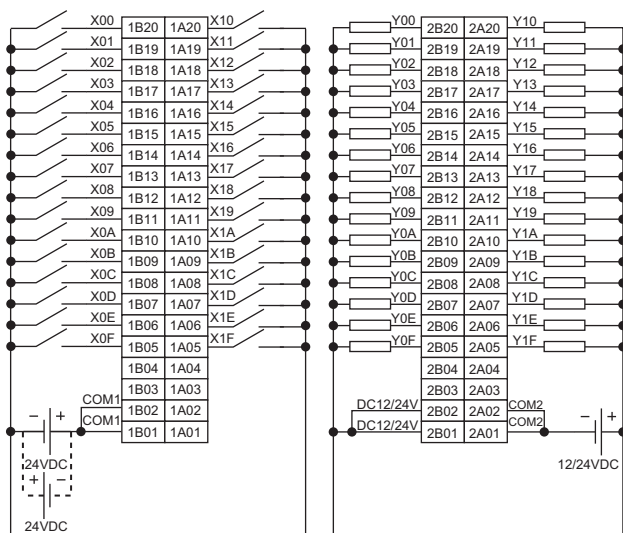 X00 1B20 1A20 X10 Y00 2B20 2A20 Y10
X01 1B19 1A19 X11 Y01 2B19 2A19 Y11
X02 1B18 1A18 X12 Y02 2B18 2A18 Y12
X03 1B17 1A17 X13 Y03 2B17 2A17 Y13
X04 1B16 1A16 X14 Y04 2B16 2A16 Y14
X05 1B15 1A15 X15 Y05 2B15 2A15 Y15
X06 1B14 1A14 X16 Y06 2B14 2A14 Y16
X07 1B13 1A13 X17 Y07 2B13 2A13 Y17
X08 1B12 1A12 X18 Y08 2B12 2A12 Y18
X09 1B11 1A11 X19 Y09 2B11 2A11 Y19
X0A 1B10 1A10 X1A Y0A 2B10 2A10 Y1A
X0B 1B09 1A09 X1B Y0B 2B09 2A09 Y1B
X0C 1B08 1A08 X1C Y0C 2B08 2A08 Y1C
X0D 1B07 1A07 X1D Y0D 2B07 2A07 Y1D
X0E 1B06 1A06 X1E Y0E 2B06 2A06 Y1E
X0F 1B05 1A05 X1F Y0F 2B05 2A05 Y1F
1B04 1A04 2B04 2A04
1B03 1A03 2B03 2A03
COM1 1B02 1A02 DC12/24V 2B02 2A02 COM2
− + COM1 1B01 1A01 DC12/24V 2B01 2A01 COM2 − +
24VDC 12/24VDC
+ −
24VDC